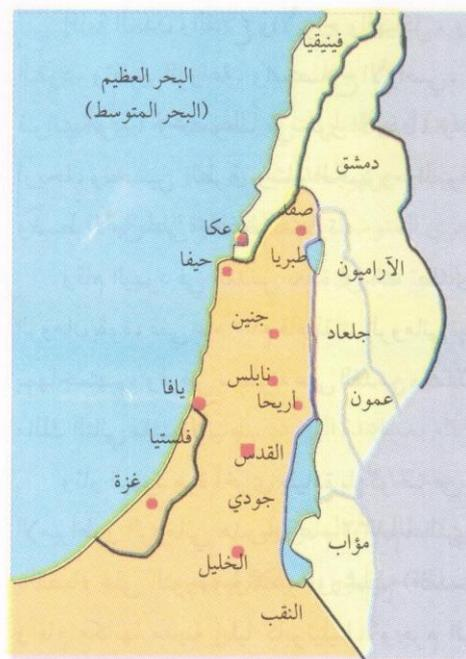 فينيقيا
البحر العظيم
(البحر المتوسط)
دمشق
صفد
عكا
طبريا
الآراميون
حيفا
جنين
جلعاد
نابلس
عمون
يافا
أريحا
فلستيا
القدس
غزة
جودي
مؤاب
الخليل
النقب